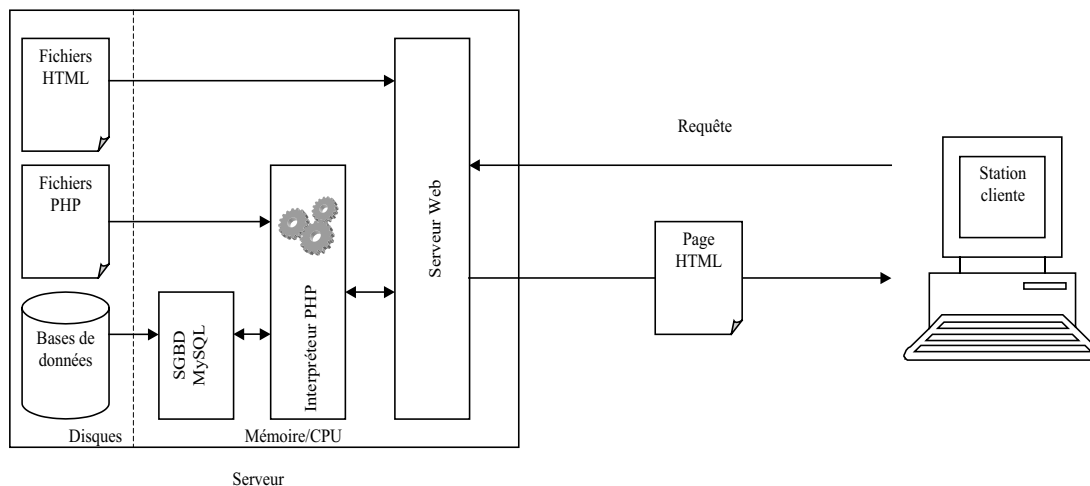 Fichiers
HTML
Fichiers
PHP
Bases de
données
SGBD
MySQL
Interpréteur PHP
Serveur Web
Disques
Mémoire/CPU
Serveur
Requête
Page
HTML
Station
cliente